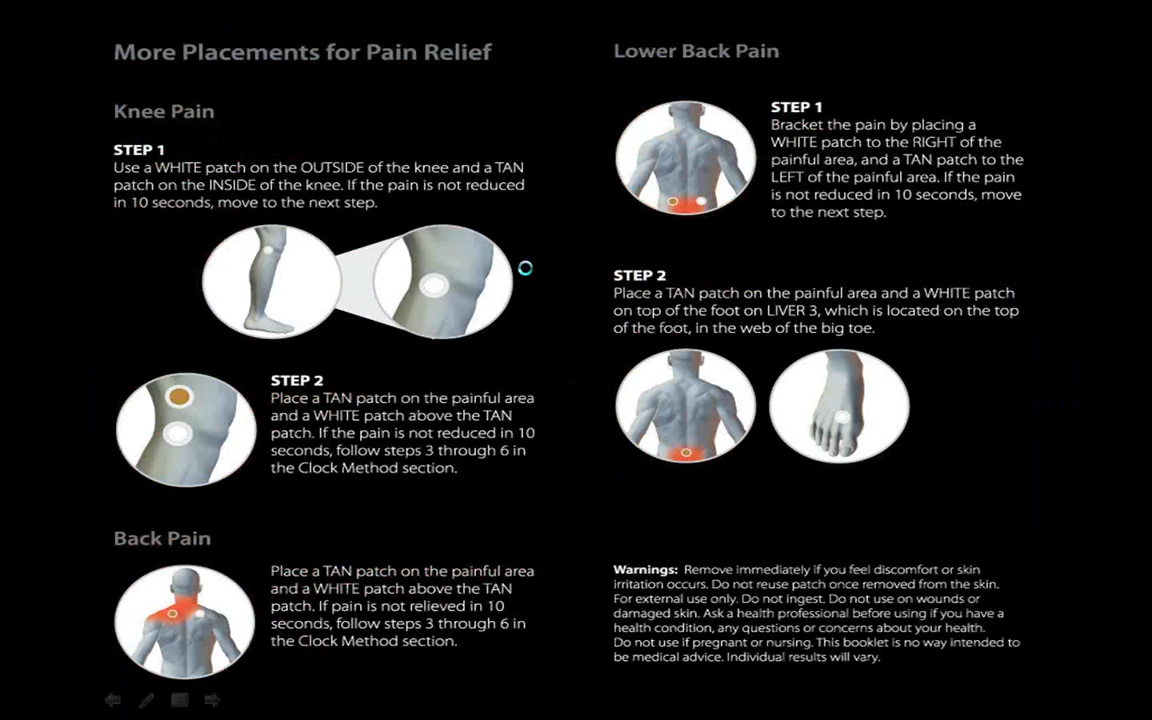 More Placements for Pain Relief
Knee Pain
STEP 1
Use a WHITE patch on the OUTSIDE of the knee and a TAN
patch on the INSIDE of the knee. If the pain is not reduced
in 10 seconds, move to the next step.
STEP 2
Place a TAN patch on the painful area
and a WHITE patch above the TAN
patch. If the pain is not reduced in 10
seconds, follow steps 3 through 6 in
the Clock Method section.
Back Pain
Place a TAN patch on the painful area
and a WHITE patch above the TAN
patch. If pain is not relieved in 10
seconds, follow steps 3 through 6 in
the Clock Method section.
Lower Back Pain
STEP 1
Bracket the pain by placing a
WHITE patch to the RIGHT of the
painful area, and a TAN patch to the
LEFT of the painful area. If the pain
is not reduced in 10 seconds, move
to the next step.
STEP 2
Place a TAN patch on the painful area and a WHITE patch
on top of the foot on LIVER 3, which is located on the top
of the foot, in the web of the big toe.
Warnings: Remove immediately if you feel discomfort or skin
irritation occurs. Do not reuse patch once removed from the skin.
For external use only. Do not ingest. Do not use on wounds or
damaged skin. Ask a health professional before using if you have a
health condition, any questions or concerns about your health.
Do not use if pregnant or nursing. This booklet is no way intended to
be medical advice. Individual results will vary.